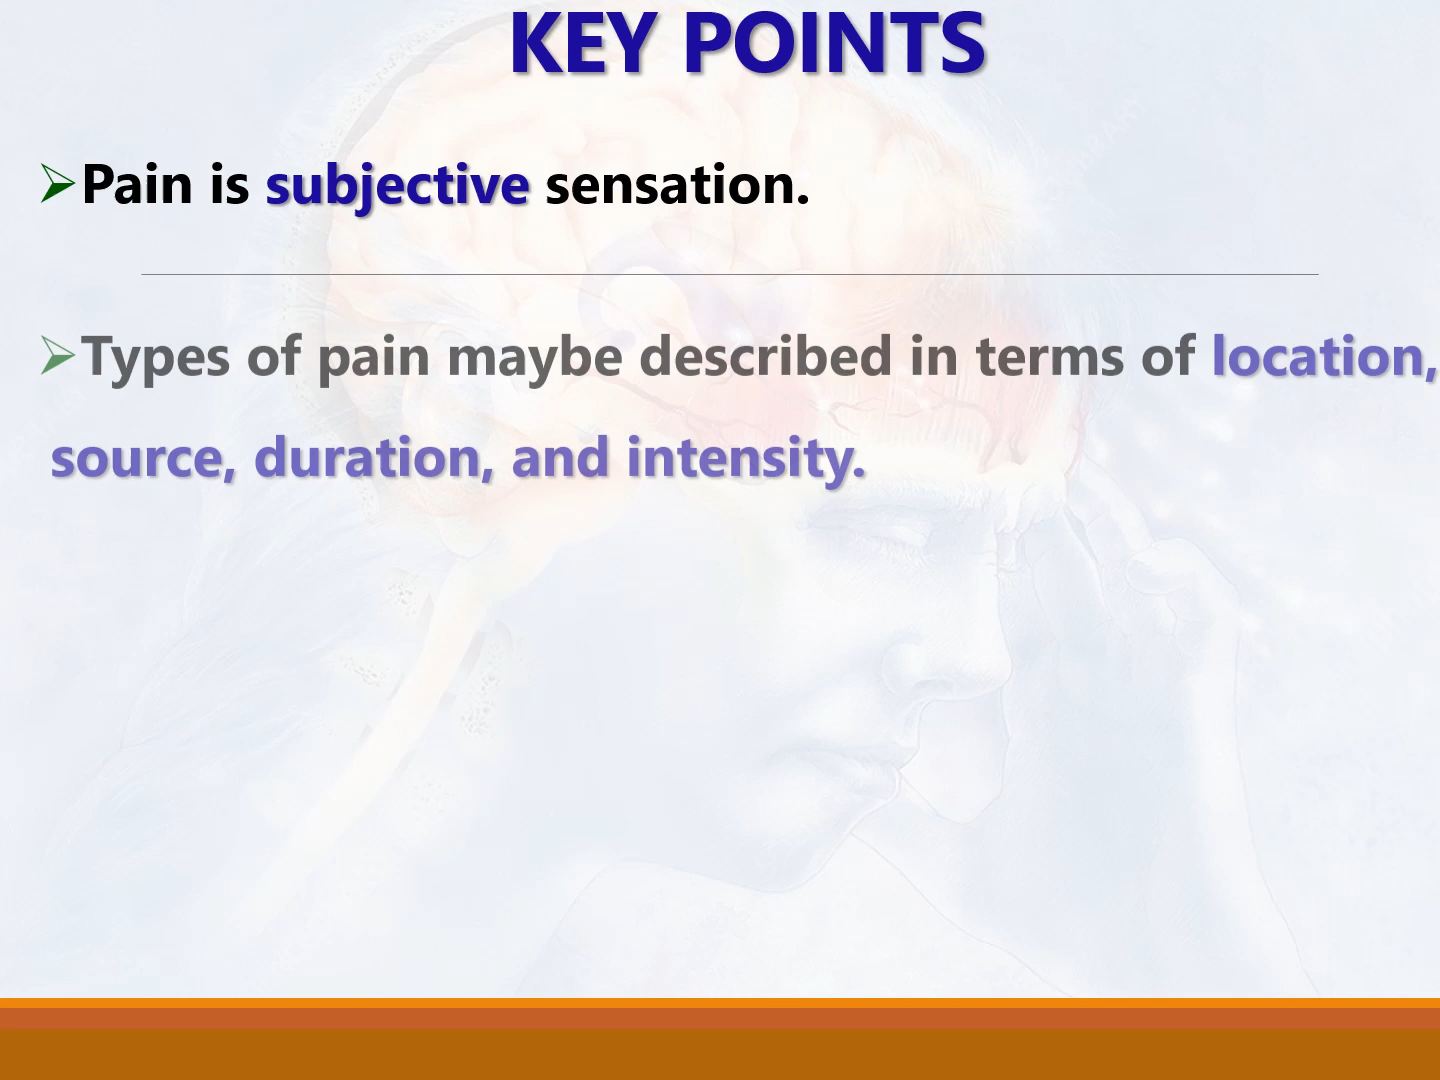 KEY POINTS
Pain is subjective sensation.
Types of pain maybe described in terms of location,
source, duration, and intensity.